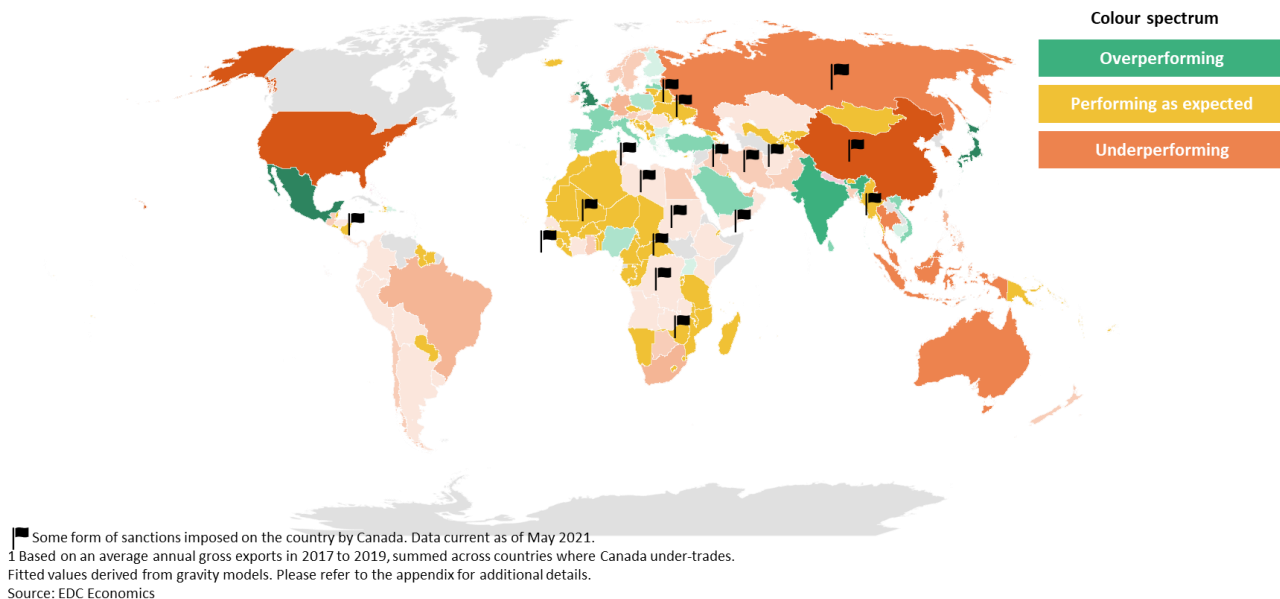 Colour spectrum
Overperforming
Performing as expected
Underperforming
Some form of sanctions imposed on the country by Canada. Data current as of May 2021.
1 Based on an average annual gross exports in 2017 to 2019, summed across countries where Canada under-trades.
Fitted values derived from gravity models. Please refer to the appendix for additional details.
Source: EDC Economics